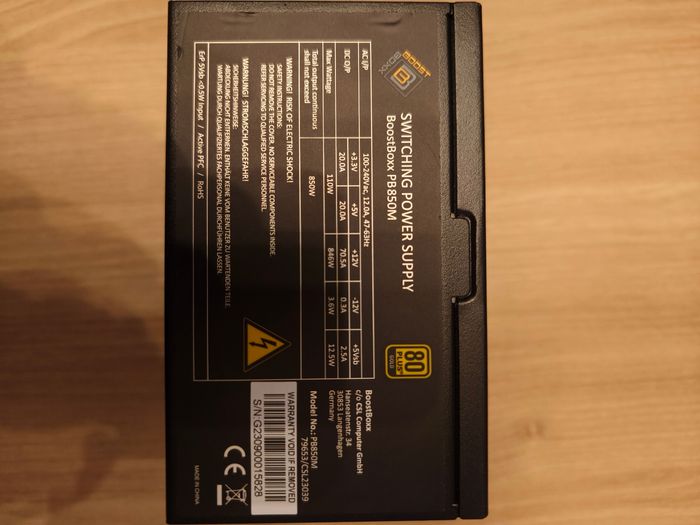 BOOST
BOXX
SWITCHING POWER SUPPLY
BoostBoxx PB850M
80
PLUS
GOLD
AC I/P 100-240Vac, 12.0A, 47-63Hz
DC O/P +3.3V +5V +12V -12V +5Vsb
20.0A 20.0A 70.5A 0.3A 2.5A
Max Wattage 110W 846W 3.6W 12.5W
Total output continuous
shall not exceed
850W
WARNING! RISK OF ELECTRIC SHOCK!
SAFETY INSTRUCTIONS:
DO NOT REMOVE THE COVER. NO SERVICEABLE COMPONENTS INSIDE.
REFER SERVICING TO QUALIFIED SERVICE PERSONNEL.
WARNUNG! STROMSCHLAGGEFAHR!
SICHERHEITSHINWEISE:
ABDECKUNG NICHT ENTFERNEN. ENTHÄLT KEINE VOM BENUTZER ZU WARTENDEN TEILE.
WARTUNG DURCH QUALIFIZIERTES FACHPERSONAL DURCHFÜHREN LASSEN.
ErP 5Vsb <0.5W Input / Active PFC / RoHS
BoostBoxx
c/o CSL Computer GmbH
Hanseatenstr. 34
30853 Langenhagen
Germany
Model No.: PB850M
79653/CSL23039
WARRANTY VOID IF REMOVED
S/N G230900015828
CE
MADE IN CHINA